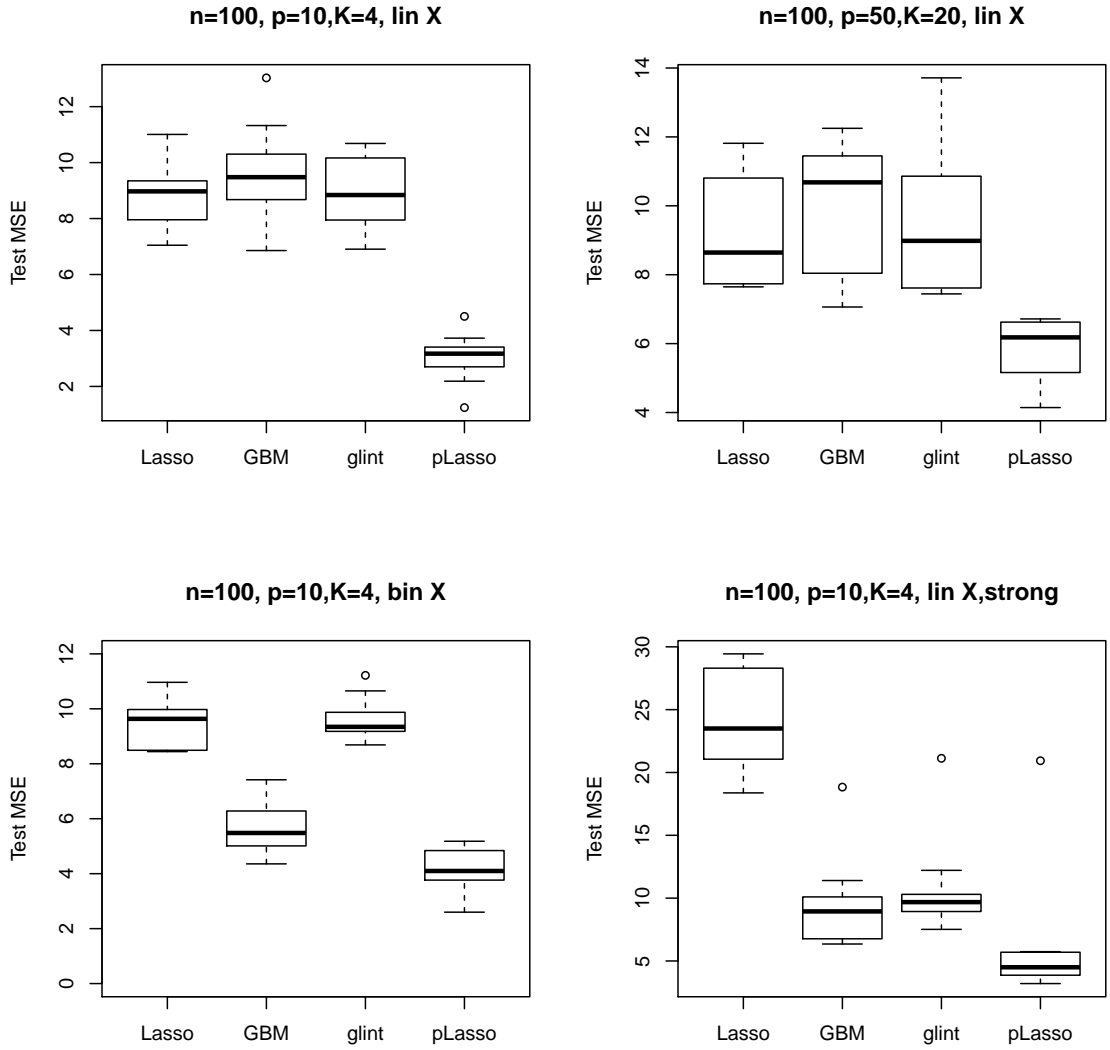 n=100, p=10,K=4, lin X
Test MSE
12
10
8
6
4
2
Lasso GBM glint pLasso
n=100, p=50,K=20, lin X
Test MSE
14
12
10
8
6
4
Lasso GBM glint pLasso
n=100, p=10,K=4, bin X
Test MSE
12
10
8
6
4
2
0
Lasso GBM glint pLasso
n=100, p=10,K=4, lin X,strong
Test MSE
30
25
20
15
10
5
Lasso GBM glint pLasso